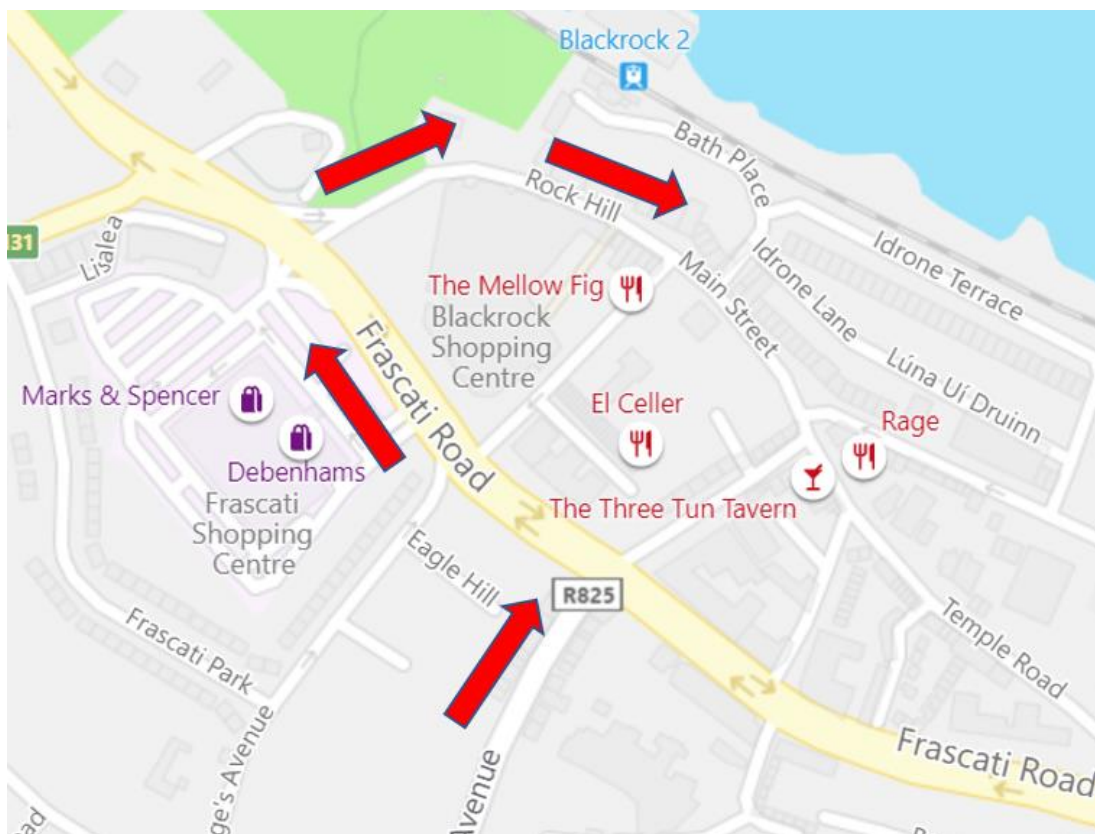 Blackrock 2
Bath Place
Rock Hill
Idrone Terrace
Lisalea
31
Idrone Lane
Main Street
The Mellow Fig
Blackrock
Shopping
Centre
Lúna Uí Druinn
Frascati Road
Marks & Spencer
Debenhams
Frascati
Shopping
Centre
El Celler
Rage
The Three Tun Tavern
Eagle Hill
R825
Frascati Park
Temple Road
Frascati Road
ge's Avenue
Avenue